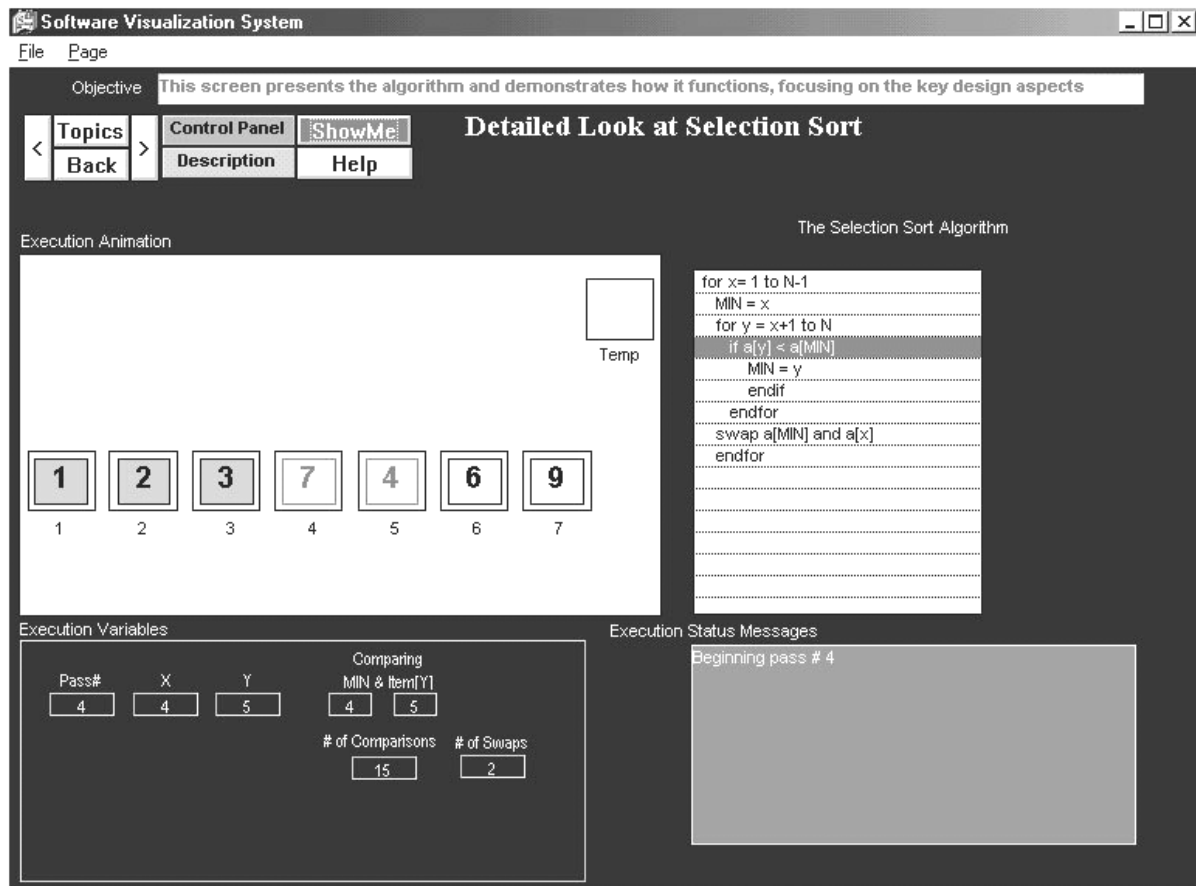 Software Visualization System
File Page
Objective This screen presents the algorithm and demonstrates how it functions, focusing on the key design aspects
< Topics > Control Panel ShowMe
Back Description Help
Detailed Look at Selection Sort
Execution Animation
Temp
1 2 3 7 4 6 9
1 2 3 4 5 6 7
The Selection Sort Algorithm
for x= 1 to N-1
MIN = x
for y = x+1 to N
if a[y] < a[MIN]
MIN = y
endif
endfor
swap a[MIN] and a[x]
endfor
Execution Variables
Comparing
Pass# X Y MIN & Item[Y]
4 4 5 4 5
# of Comparisons # of Swaps
15 2
Execution Status Messages
Beginning pass # 4